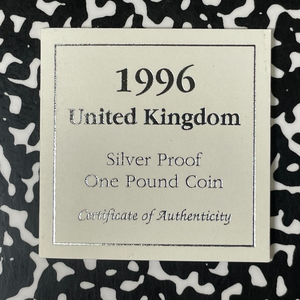 1996
United Kingdom
Silver Proof
One Pound Coin
Certificate of Authenticity